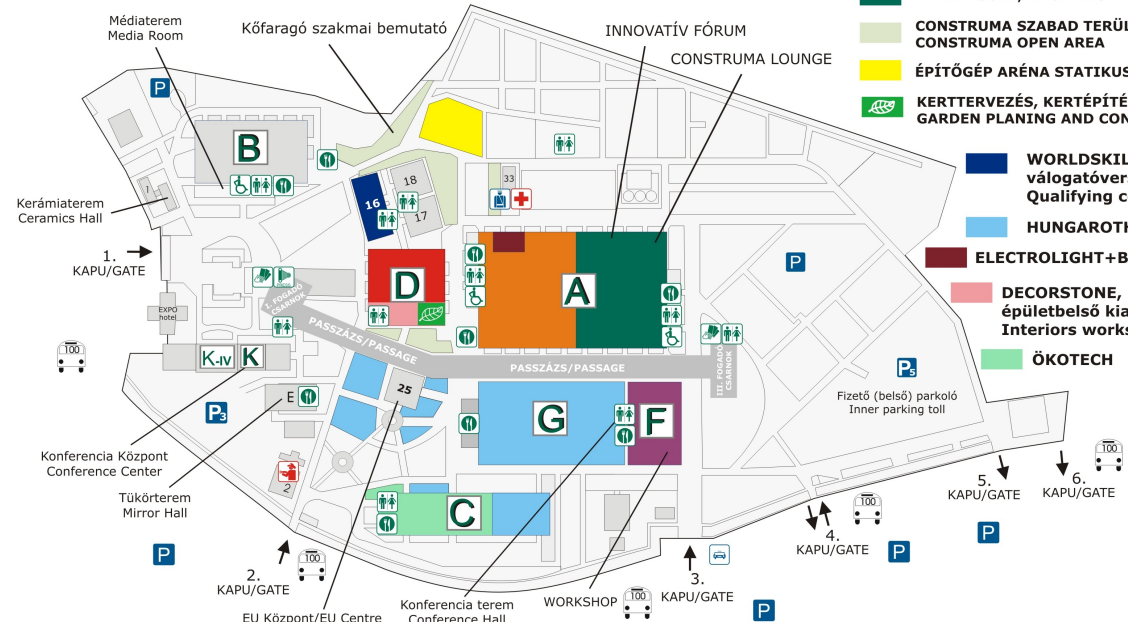 Médiaterem
Media Room
Kőfaragó szakmai bemutató
INNOVATÍV FÓRUM
CONSTRUMA LOUNGE
CONSTRUMA SZABAD TERÜL
CONSTRUMA OPEN AREA
ÉPÍTŐGÉP ARÉNA STATIKUS
KERTTERVEZÉS, KERTÉPÍTÉ
GARDEN PLANING AND CON
WORLDSKIL
válogatóver
Qualifying c
HUNGAROTH
ELECTROLIGHT+B
DECORSTONE,
épületbelső kia
Interiors works
ÖKOTECH
P
B
18
17
16
33
1
Kerámiaterem
Ceramics Hall
1.
KAPU/GATE
EXPO
hotel
I. FOGADÓ
CSARNOK
D
A
P
PASSZÁZS/PASSAGE
PASSZÁZS/PASSAGE
III. FOGADÓ
CSARNOK
100
K-IV
K
25
E
P3
G
F
P5
Fizető (belső) parkoló
Inner parking toll
Konferencia Központ
Conference Center
Tükörterem
Mirror Hall
2
C
100
5.
KAPU/GATE
6.
KAPU/GATE
100
4.
KAPU/GATE
P
P
P
2.
KAPU/GATE
100
EU Központ/EU Centre
Konferencia terem
Conference Hall
WORKSHOP
100
3.
KAPU/GATE
P